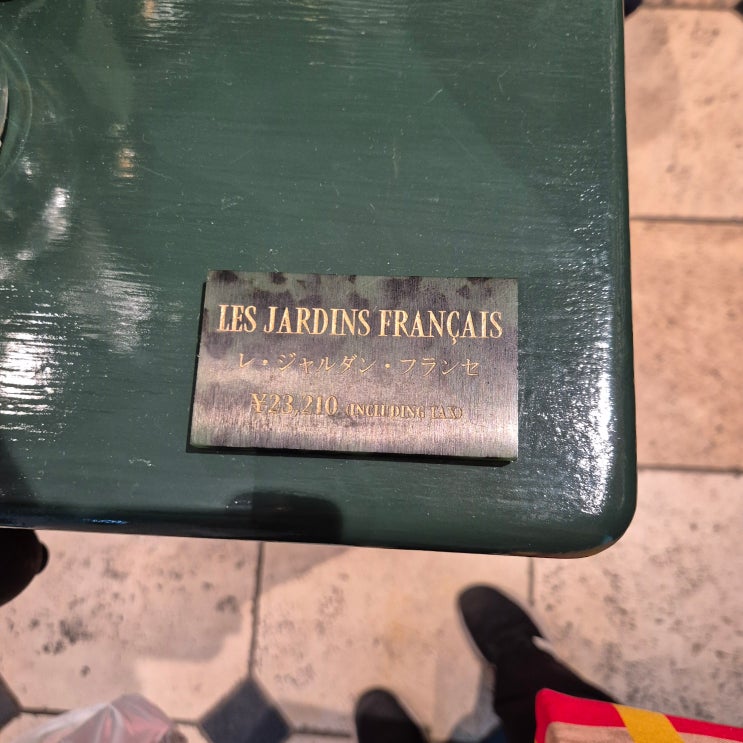 LES JARDINS FRANÇAIS
レ・ジャルダン・フランセ
¥23,210 (INCLUDING TAX)